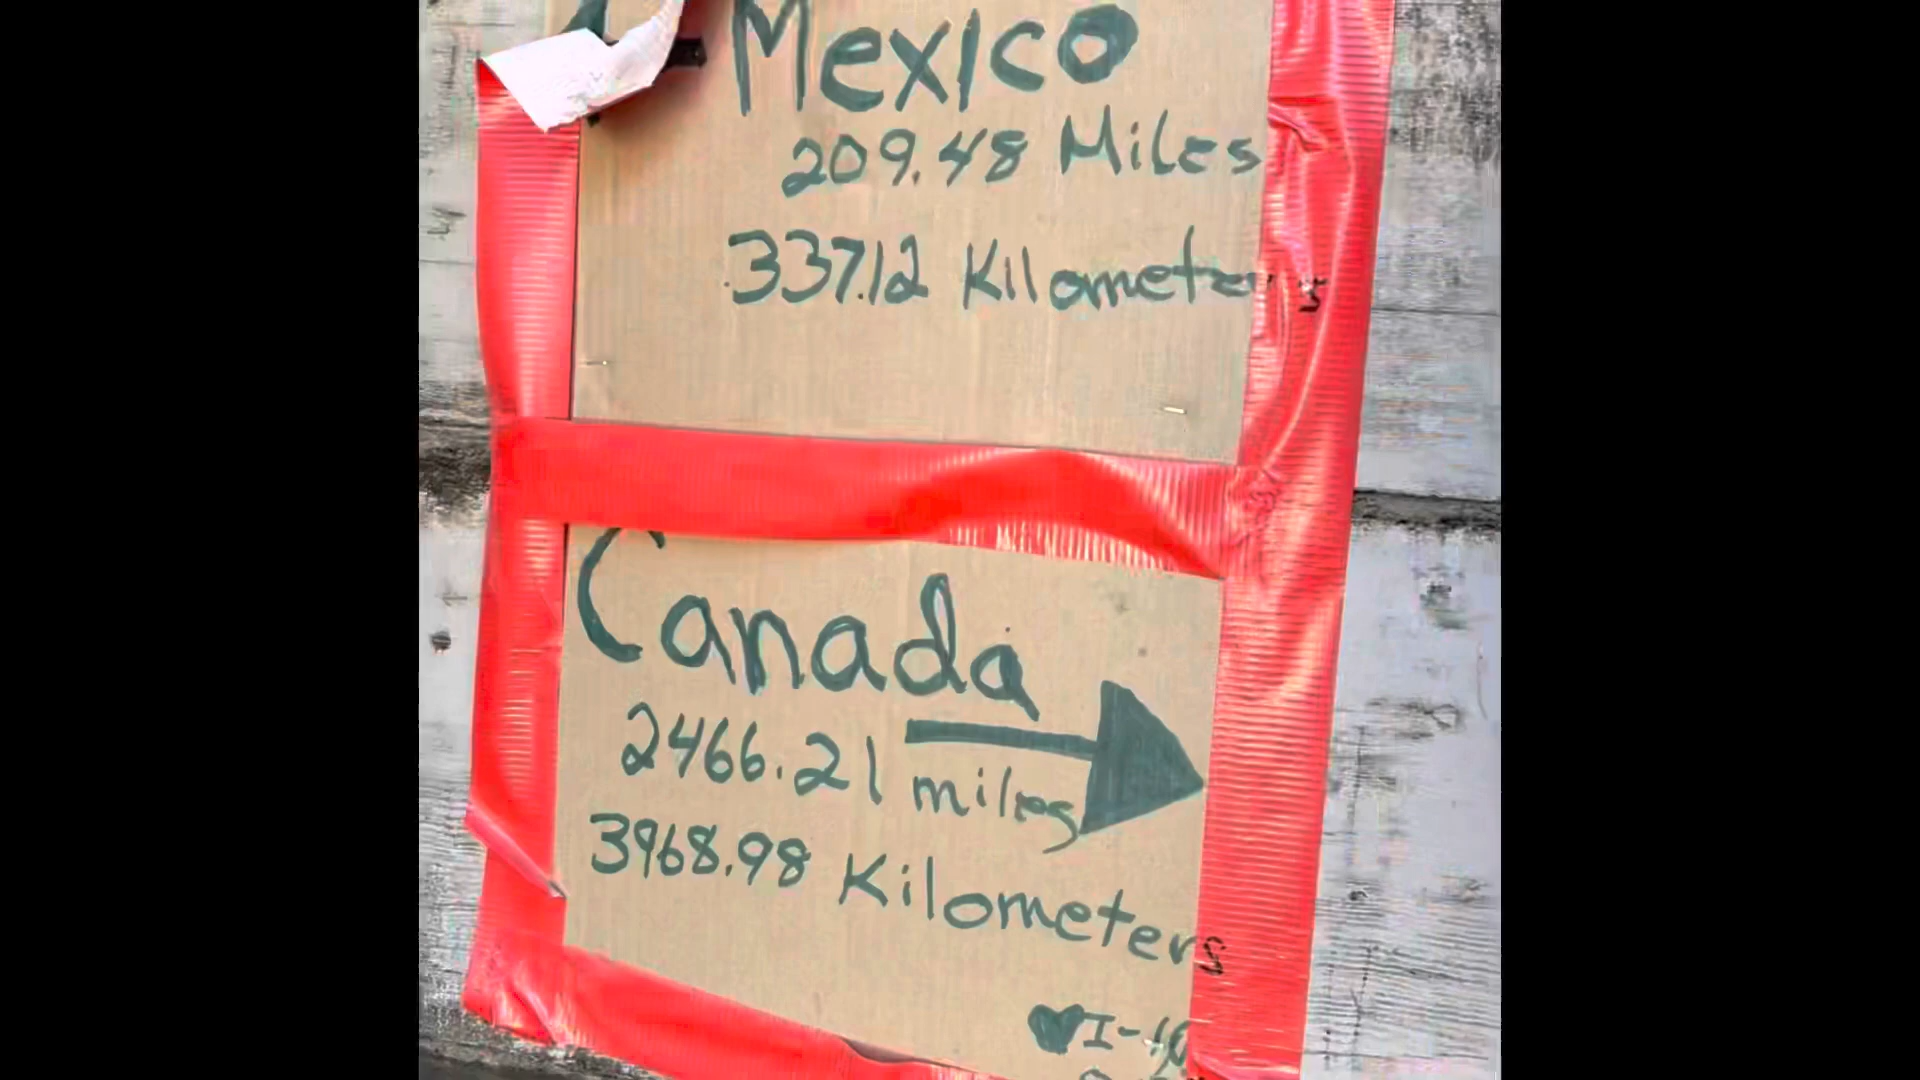 Mexico
209.48 Miles
337.12 Kilometers
Canada
2466.21 miles
3968.98 Kilometers